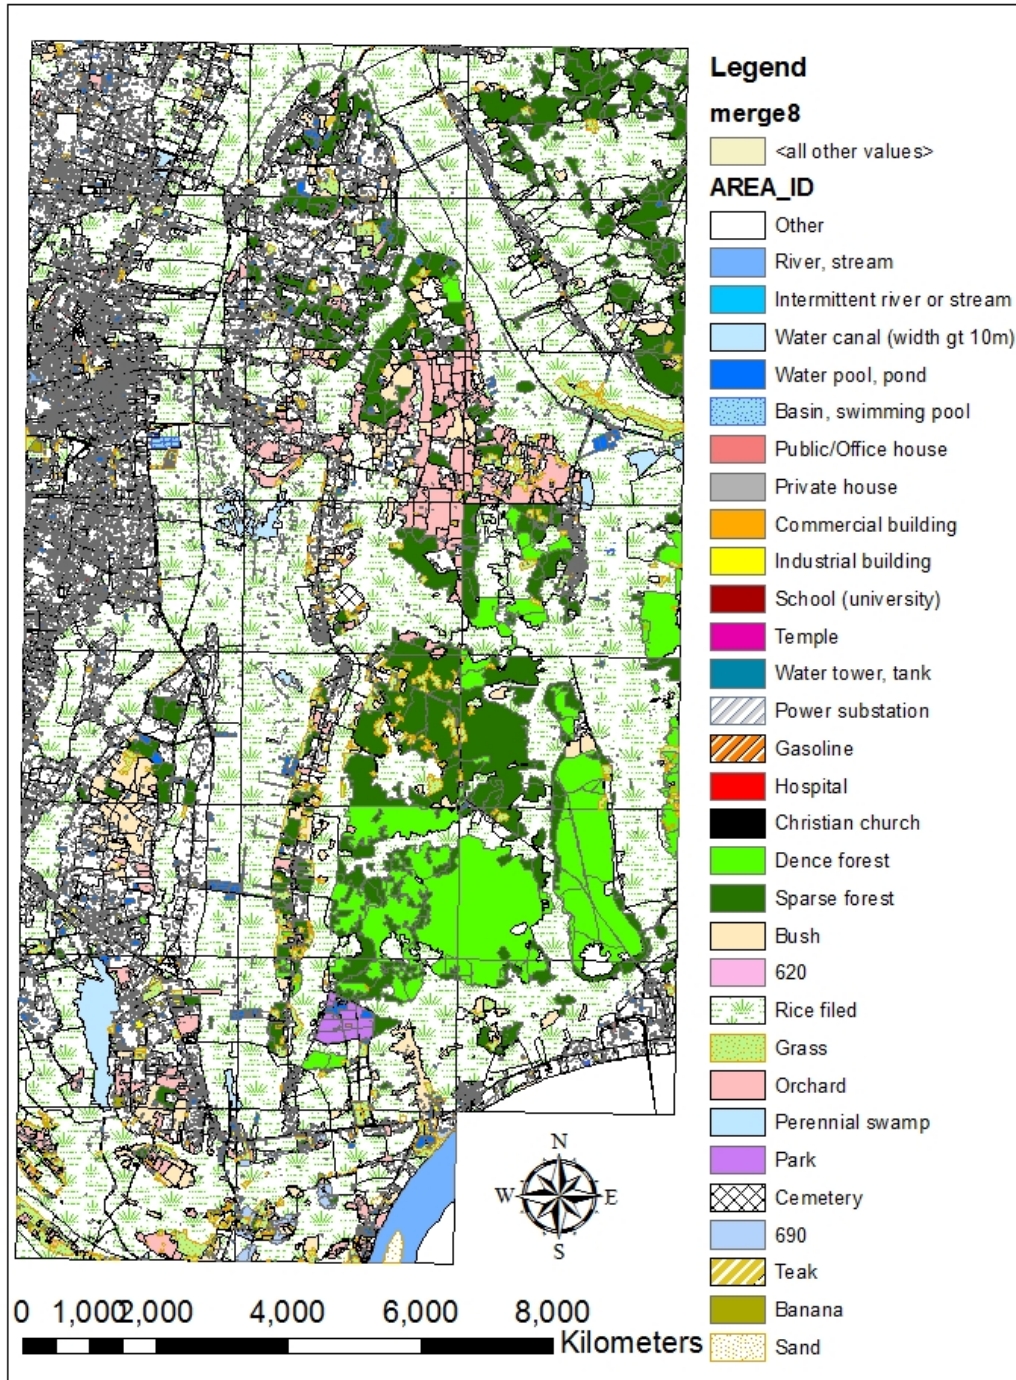 Legend
merge8
<all other values>
AREA_ID
Other
River, stream
Intermittent river or stream
Water canal (width gt 10m)
Water pool, pond
Basin, swimming pool
Public/Office house
Private house
Commercial building
Industrial building
School (university)
Temple
Water tower, tank
Power substation
Gasoline
Hospital
Christian church
Dence forest
Sparse forest
Bush
620
Rice filed
Grass
Orchard
Perennial swamp
Park
Cemetery
690
Teak
Banana
Sand
N
W E
S
0 1,000 2,000 4,000 6,000 8,000
Kilometers